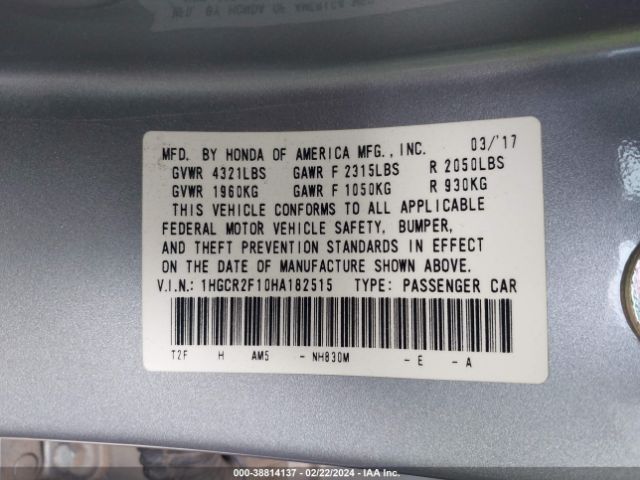 MFD. BY HONDA OF AMERICA MFG., INC. 03/'17
GVWR 4321LBS GAWR F 2315LBS R 2050LBS
GVWR 1960KG GAWR F 1050KG R 930KG
THIS VEHICLE CONFORMS TO ALL APPLICABLE
FEDERAL MOTOR VEHICLE SAFETY, BUMPER,
AND THEFT PREVENTION STANDARDS IN EFFECT
ON THE DATE OF MANUFACTURE SHOWN ABOVE.
V.I.N.: 1HGCR2F10HA182515 TYPE: PASSENGER CAR
T2F H AM5 - NH830M - E - A
000-38814137 - 02/22/2024 - IAA Inc.